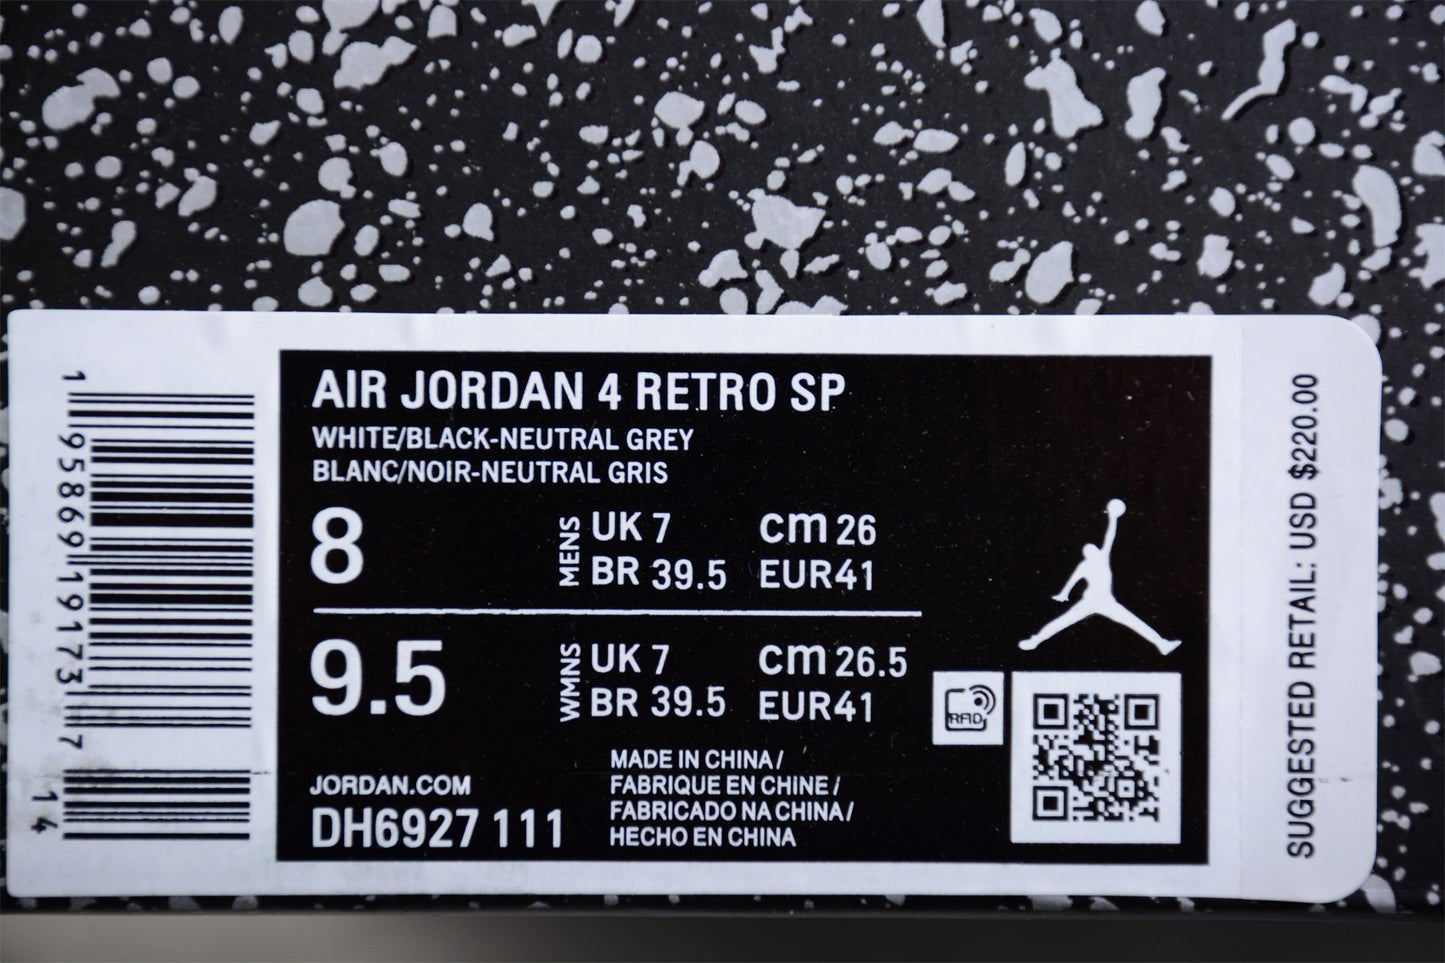 AIR JORDAN 4 RETRO SP
WHITE/BLACK-NEUTRAL GREY
BLANC/NOIR-NEUTRAL GRIS
8
MENS
UK 7
cm 26
BR 39.5
EUR41
9.5
WMNS
UK 7
cm 26.5
BR 39.5
EUR41
JORDAN.COM
DH6927 111
MADE IN CHINA/
FABRIQUE EN CHINE /
FABRICADO NA CHINA/
HECHO EN CHINA
RFID
SUGGESTED RETAIL: USD $220.00
1 95869 19173 7
14